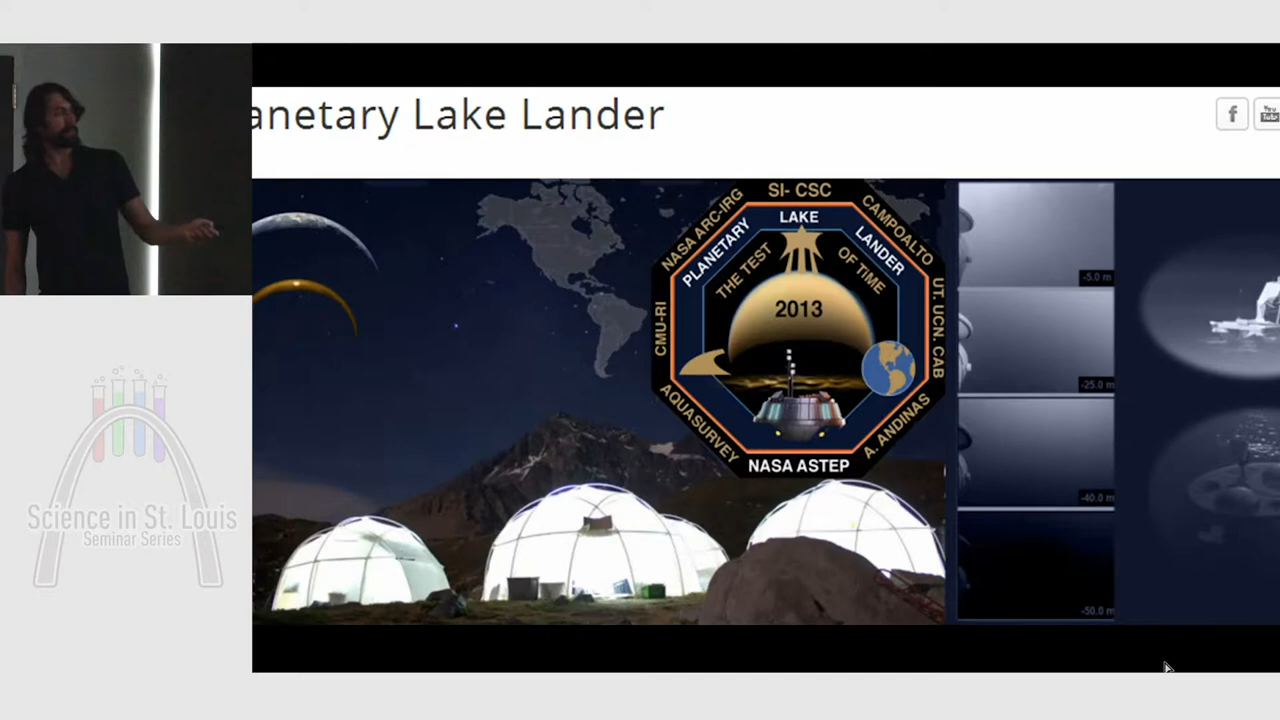 anetary Lake Lander
f
You
Tube
SI- CSC
NASA ARC-IRG
CAMPOALTO
LAKE
PLANETARY
LANDER
THE TEST
OF TIME
2013
CMU-RI
UT. UCN. CAB
AQUASURVEY
A. ANDINAS
NASA ASTEP
-5.0 m
-25.0 m
-40.0 m
-50.0 m
Science in St. Louis
Seminar Series